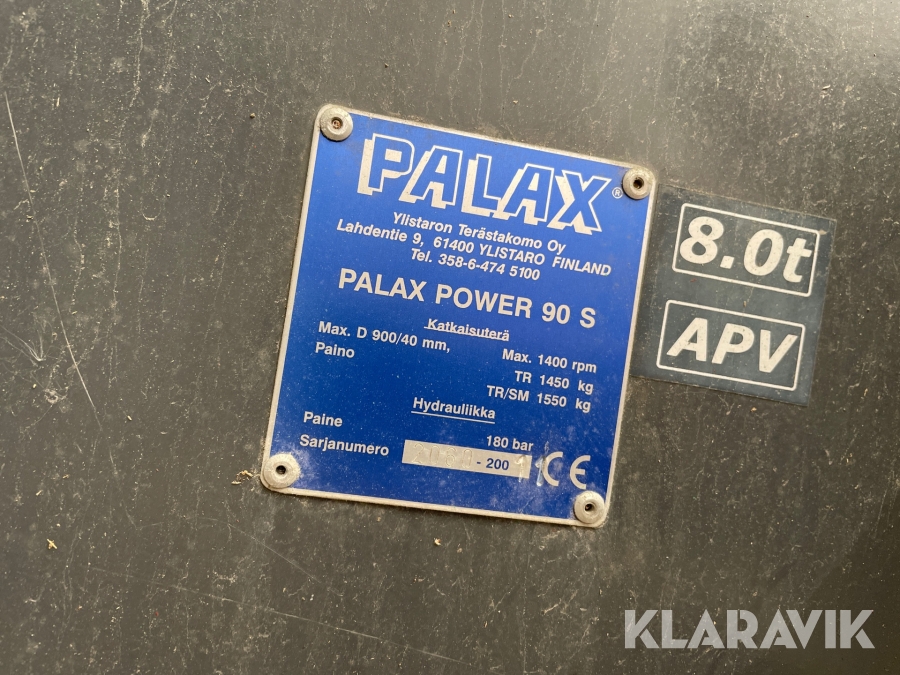 PALAX®
Ylistaron Terästakomo Oy
Lahdentie 9, 61400 YLISTARO FINLAND
Tel. 358-6-474 5100
PALAX POWER 90 S
Katkaisuterä
Max. D 900/40 mm, Max. 1400 rpm
Paino TR 1450 kg
TR/SM 1550 kg
Hydrauliikka
Paine 180 bar
Sarjanumero - 200 CE
8.0t
APV
KLARAVIK